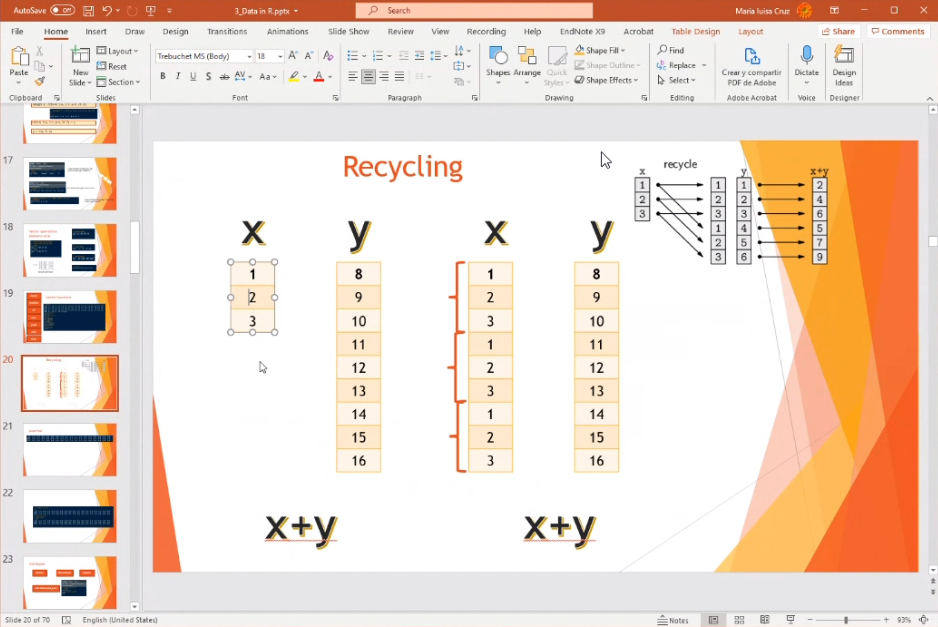 AutoSave Off 3_Data in R.pptx Search Maria luisa Cruz
File Home Insert Draw Design Transitions Animations Slide Show Review View Recording Help EndNote X9 Acrobat Table Design Layout Share Comments
Paste New Slide Layout Reset Section Trebuchet MS (Body) 18 Shapes Arrange Quick Styles Shape Fill Shape Outline Shape Effects Find Replace Select Crear y compartir PDF de Adobe Dictate Design Ideas
Clipboard Slides Font Paragraph Drawing Editing Adobe Acrobat Voice Designer
17
18
19
20
21
22
23
Recycling
x recycle y x+y
1 1 1 2
2 2 2 4
3 3 3 6
1 4 5
2 5 7
3 6 9
x y x y
1 8 1 8
2 9 2 9
3 10 3 10
11 1 11
12 2 12
13 3 13
14 1 14
15 2 15
16 3 16
x+y x+y
Slide 20 of 70 English (United States) Notes 93%